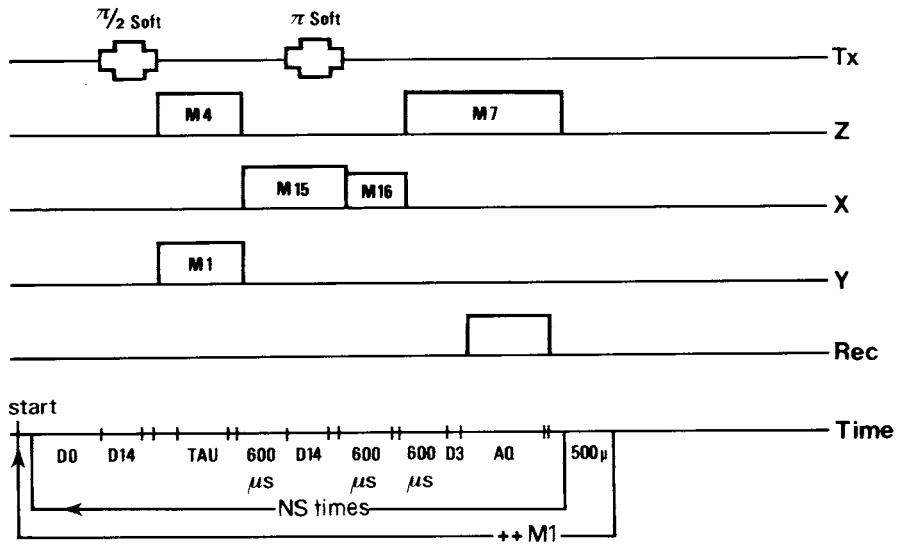 π/2 Soft
π Soft
Tx
M4
M7
Z
M15
M16
X
M1
Y
Rec
start
Time
D0 D14 TAU 600 μs D14 600 μs 600 μs D3 AQ 500μ
NS times
++ M1